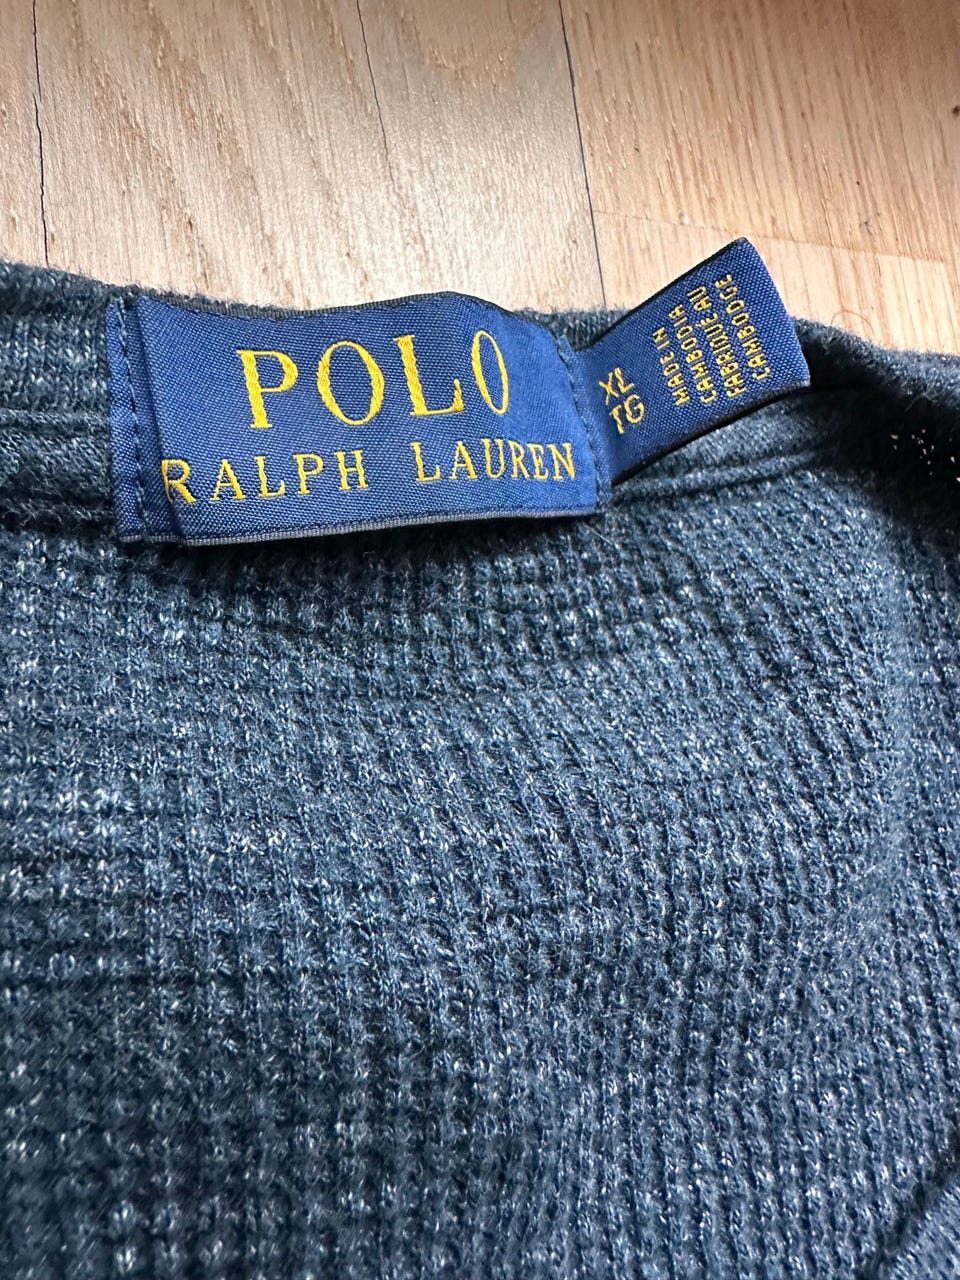 POLO
RALPH LAUREN
XL
TG
MADE IN
CAMBODIA
FABRIQUÉ AU
CAMBODGE